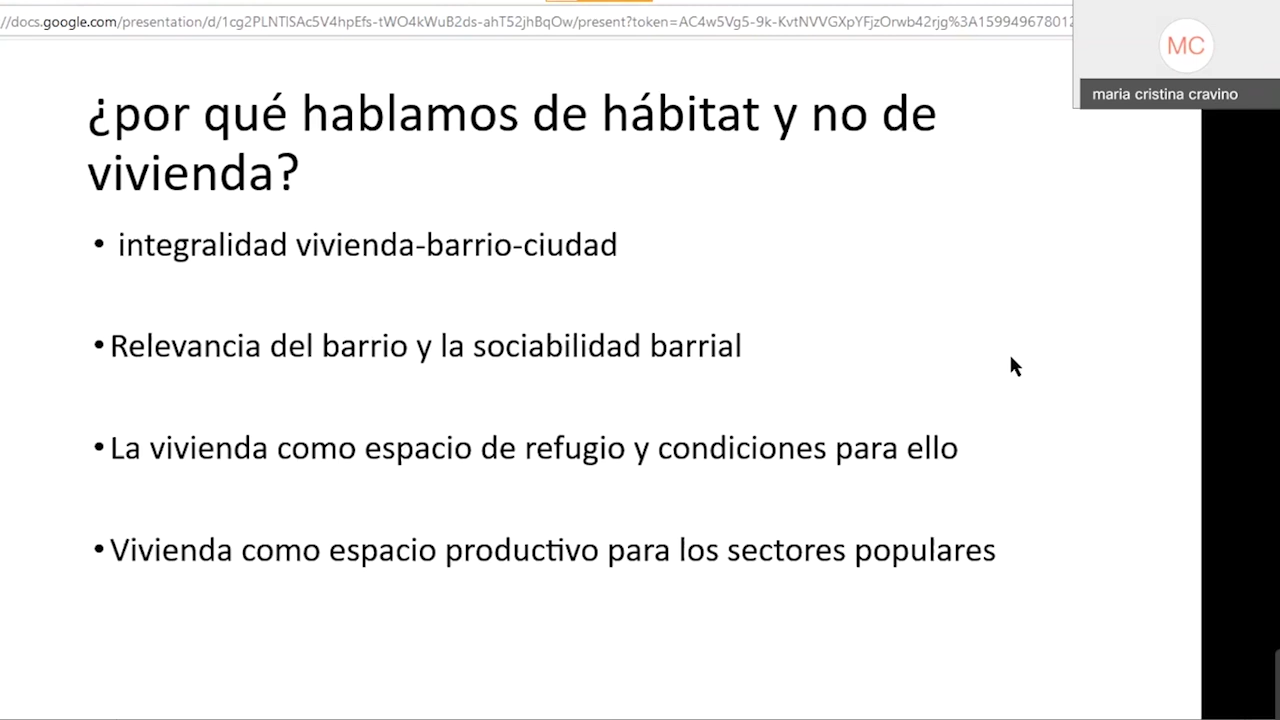 //docs.google.com/presentation/d/1cg2PLNTlSAc5V4hpEfs-tWO4kWuB2ds-ahT52jhBqOw/present?token=AC4w5Vg5-9k-KvtNVVGXpYFjzOrwb42rjg%3A159949678012
MC
maria cristina cravino
¿por qué hablamos de hábitat y no de
vivienda?
• integralidad vivienda-barrio-ciudad
• Relevancia del barrio y la sociabilidad barrial
• La vivienda como espacio de refugio y condiciones para ello
• Vivienda como espacio productivo para los sectores populares